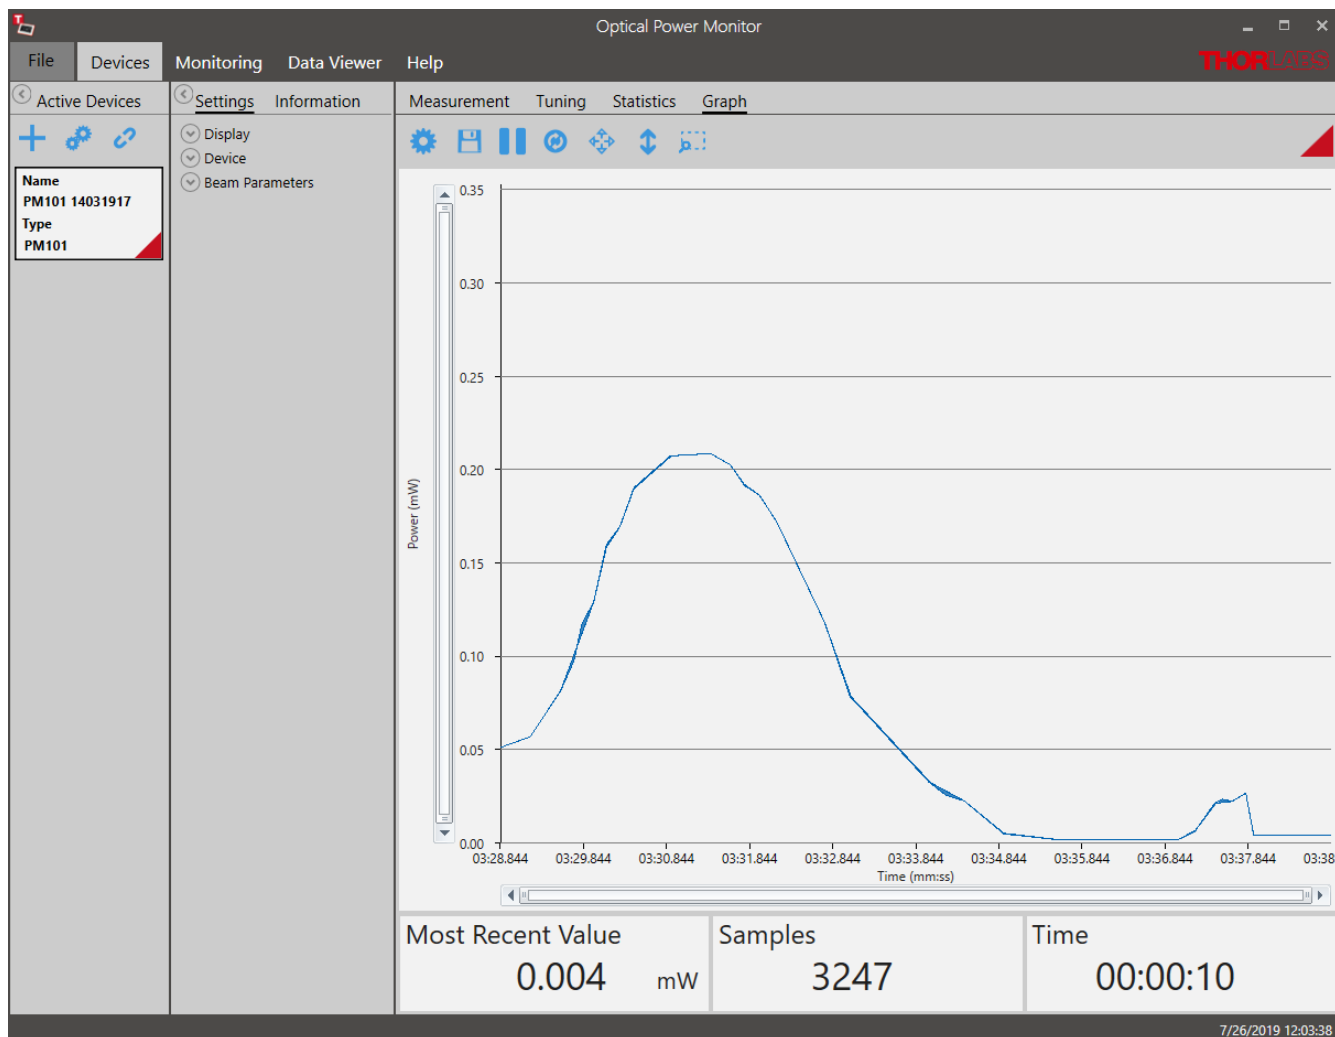 Optical Power Monitor
File Devices Monitoring Data Viewer Help
THORLABS
Active Devices
Settings Information
Measurement Tuning Statistics Graph
Name
PM101 14031917
Type
PM101
Display
Device
Beam Parameters
0.35
0.30
0.25
0.20
0.15
0.10
0.05
0.00
Power (mW)
03:28.844 03:29.844 03:30.844 03:31.844 03:32.844 03:33.844 03:34.844 03:35.844 03:36.844 03:37.844 03:38
Time (mm:ss)
Most Recent Value
0.004 mW
Samples
3247
Time
00:00:10
7/26/2019 12:03:38